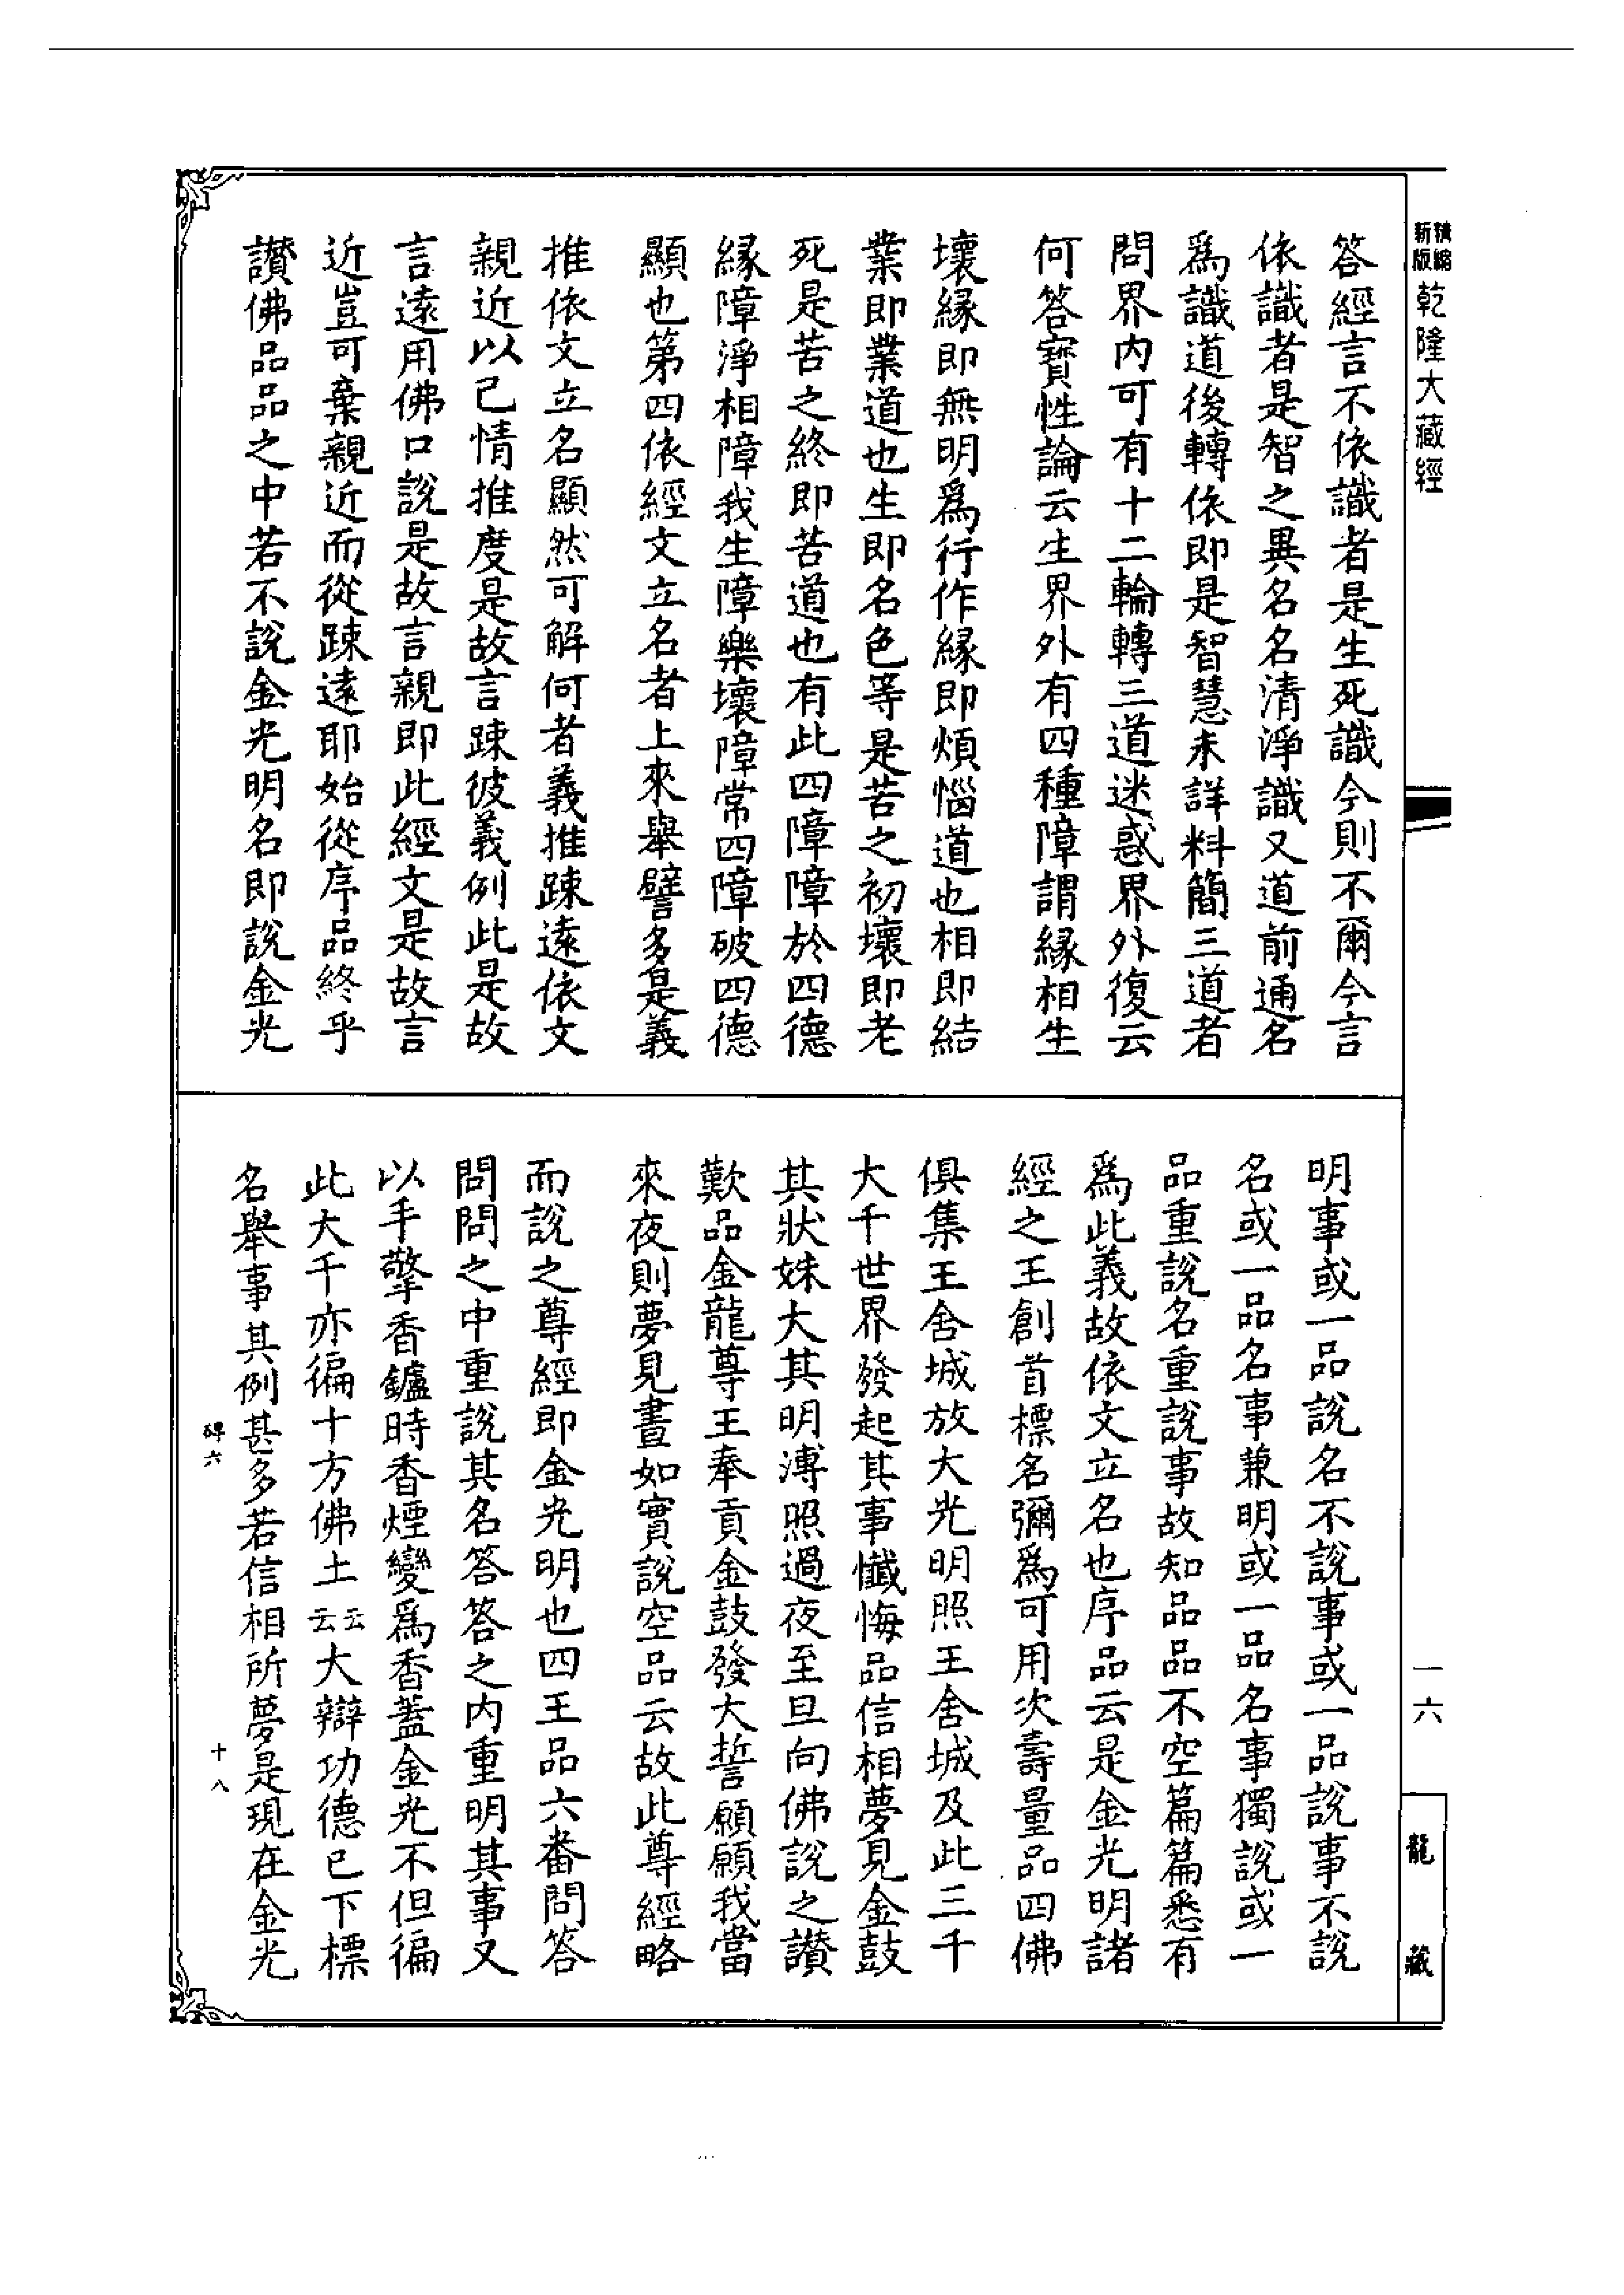 精縮
新版
乾隆大藏經
答經言不依識者是生死識今則不爾今言
依識者是智之異名名清淨識又道前通名
爲識道後轉依即是智慧未詳料簡三道者
問界內可有十二輪轉三道迷惑界外復云
何答寶性論云生界外有四種障謂緣相生
壞緣即無明爲行作緣即煩惱道也相即結
業即業道也生即名色等是苦之初壞即老
死是苦之終即苦道也有此四障障於四德
緣障障淨相障我生障樂壞障常四障破四德
顯也第四依經文立名者上來舉譬多是義
推依文立名顯然可解何者義推踈遠依文
親近以已情推度是故言踈彼義例此是故
言遠用佛口說是故言親即此經文是故言
近豈可棄親近而從踈遠耶始從序品終乎
讚佛品品之中若不說金光明名即說金光
明事或一品說名不說事或一品說事不說
名或一品名事兼明或一品名事獨說或一
品重說名重說事故知品品不空篇篇悉有
爲此義故依文立名也序品云是金光明諸
經之王創首標名彌爲可用次壽量品四佛
俱集王舍城放大光明照王舍城及此三千
大千世界發起其事懺悔品信相夢見金鼓
其狀姝大其明溥照過夜至旦向佛說之讚
歎品金龍尊王奉貢金鼓發大誓願願我當
來夜則夢見晝如實說空品云故此尊經略
而說之尊經即金光明也四王品六番問答
問問之中重說其名答答之內重明其事又
以手擎香鑪時香煙變爲香蓋金光不但徧
此大千亦徧十方佛土云云大辯功德已下標
名舉事其例甚多若信相所夢是現在金光
碑六
十八
一六
龍藏